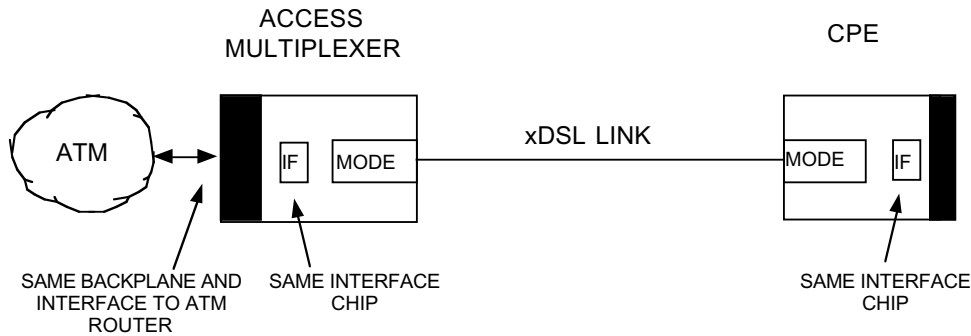 ACCESS
MULTIPLEXER
CPE
ATM
IF
MODE
xDSL LINK
MODE
IF
SAME BACKPLANE AND
INTERFACE TO ATM
ROUTER
SAME INTERFACE
CHIP
SAME INTERFACE
CHIP